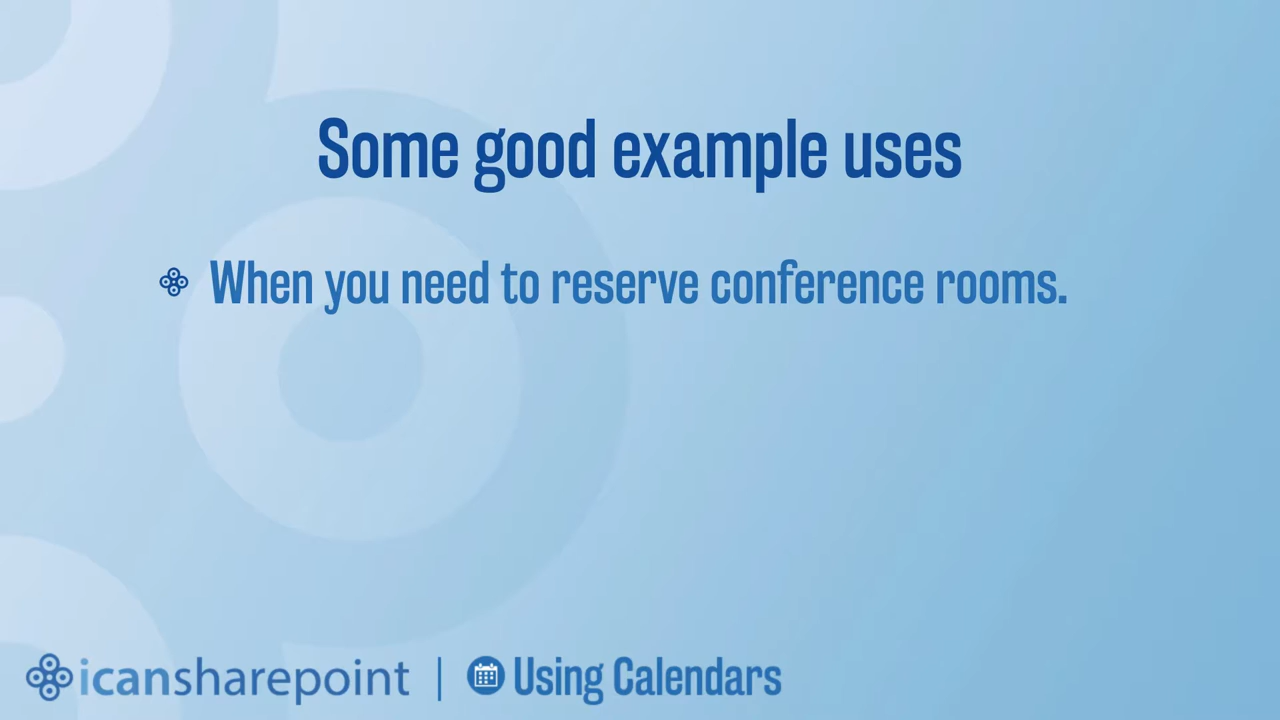 Some good example uses
When you need to reserve conference rooms.
icansharepoint | Using Calendars